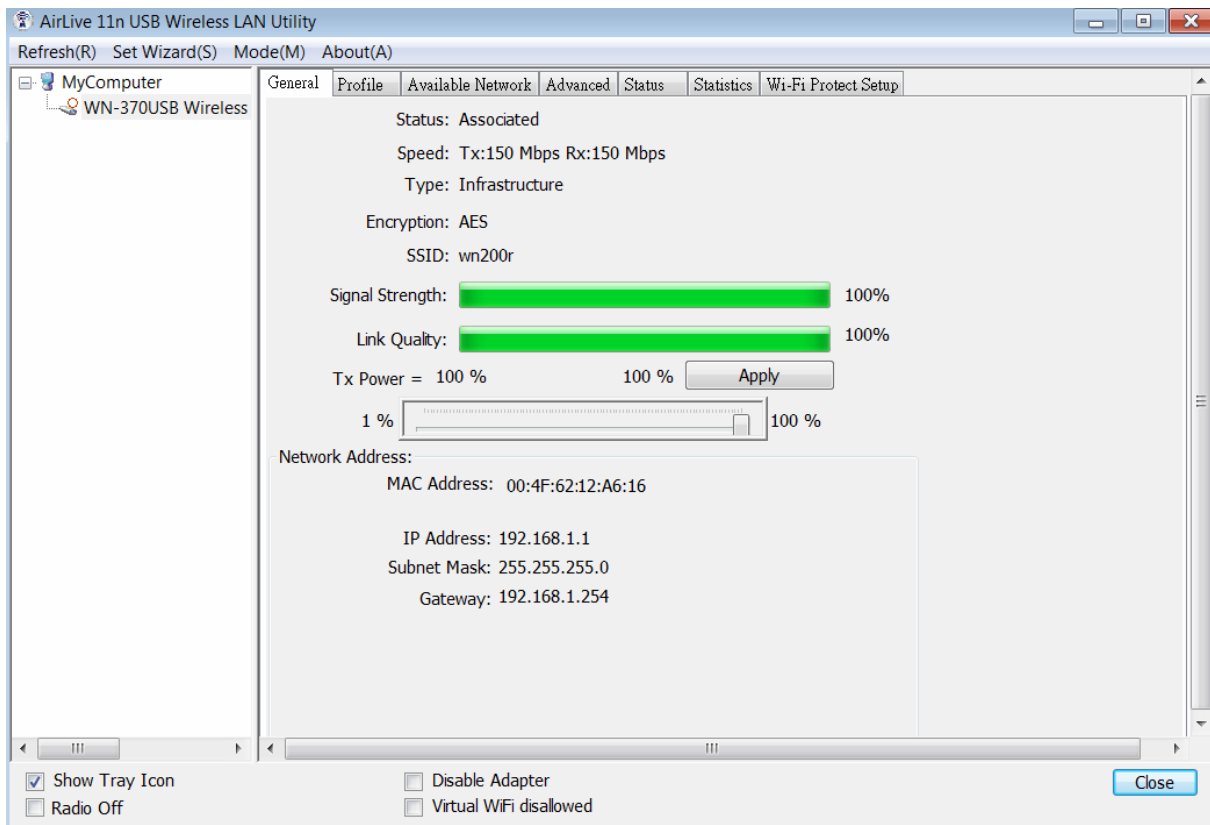 AirLive 11n USB Wireless LAN Utility
Refresh(R) Set Wizard(S) Mode(M) About(A)
MyComputer
WN-370USB Wireless
General Profile Available Network Advanced Status Statistics Wi-Fi Protect Setup
Status: Associated
Speed: Tx:150 Mbps Rx:150 Mbps
Type: Infrastructure
Encryption: AES
SSID: wn200r
Signal Strength: 100%
Link Quality: 100%
Tx Power = 100 % 100 % Apply
1 % 100 %
Network Address:
MAC Address: 00:4F:62:12:A6:16
IP Address: 192.168.1.1
Subnet Mask: 255.255.255.0
Gateway: 192.168.1.254
Show Tray Icon Disable Adapter Close
Radio Off Virtual WiFi disallowed